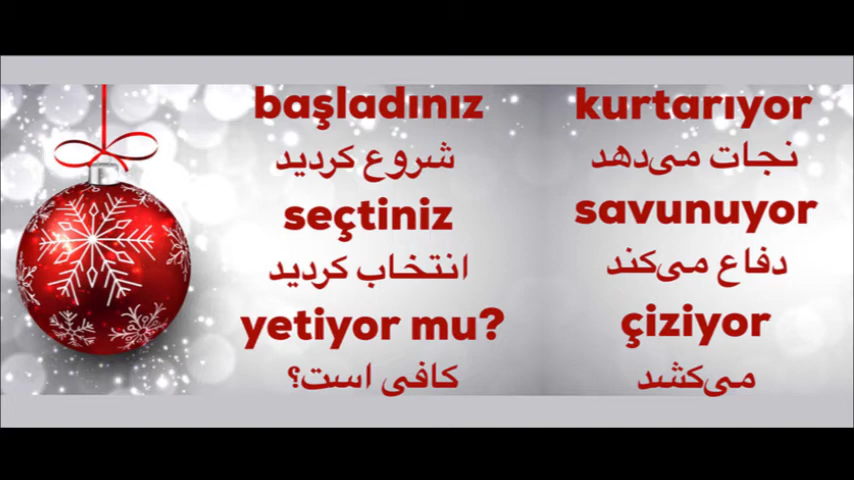 başladınız
شروع کردید
seçtiniz
انتخاب کردید
yetiyor mu?
کافی است؟
kurtarıyor
نجات می‌دهد
savunuyor
دفاع می‌کند
çiziyor
می‌کشد